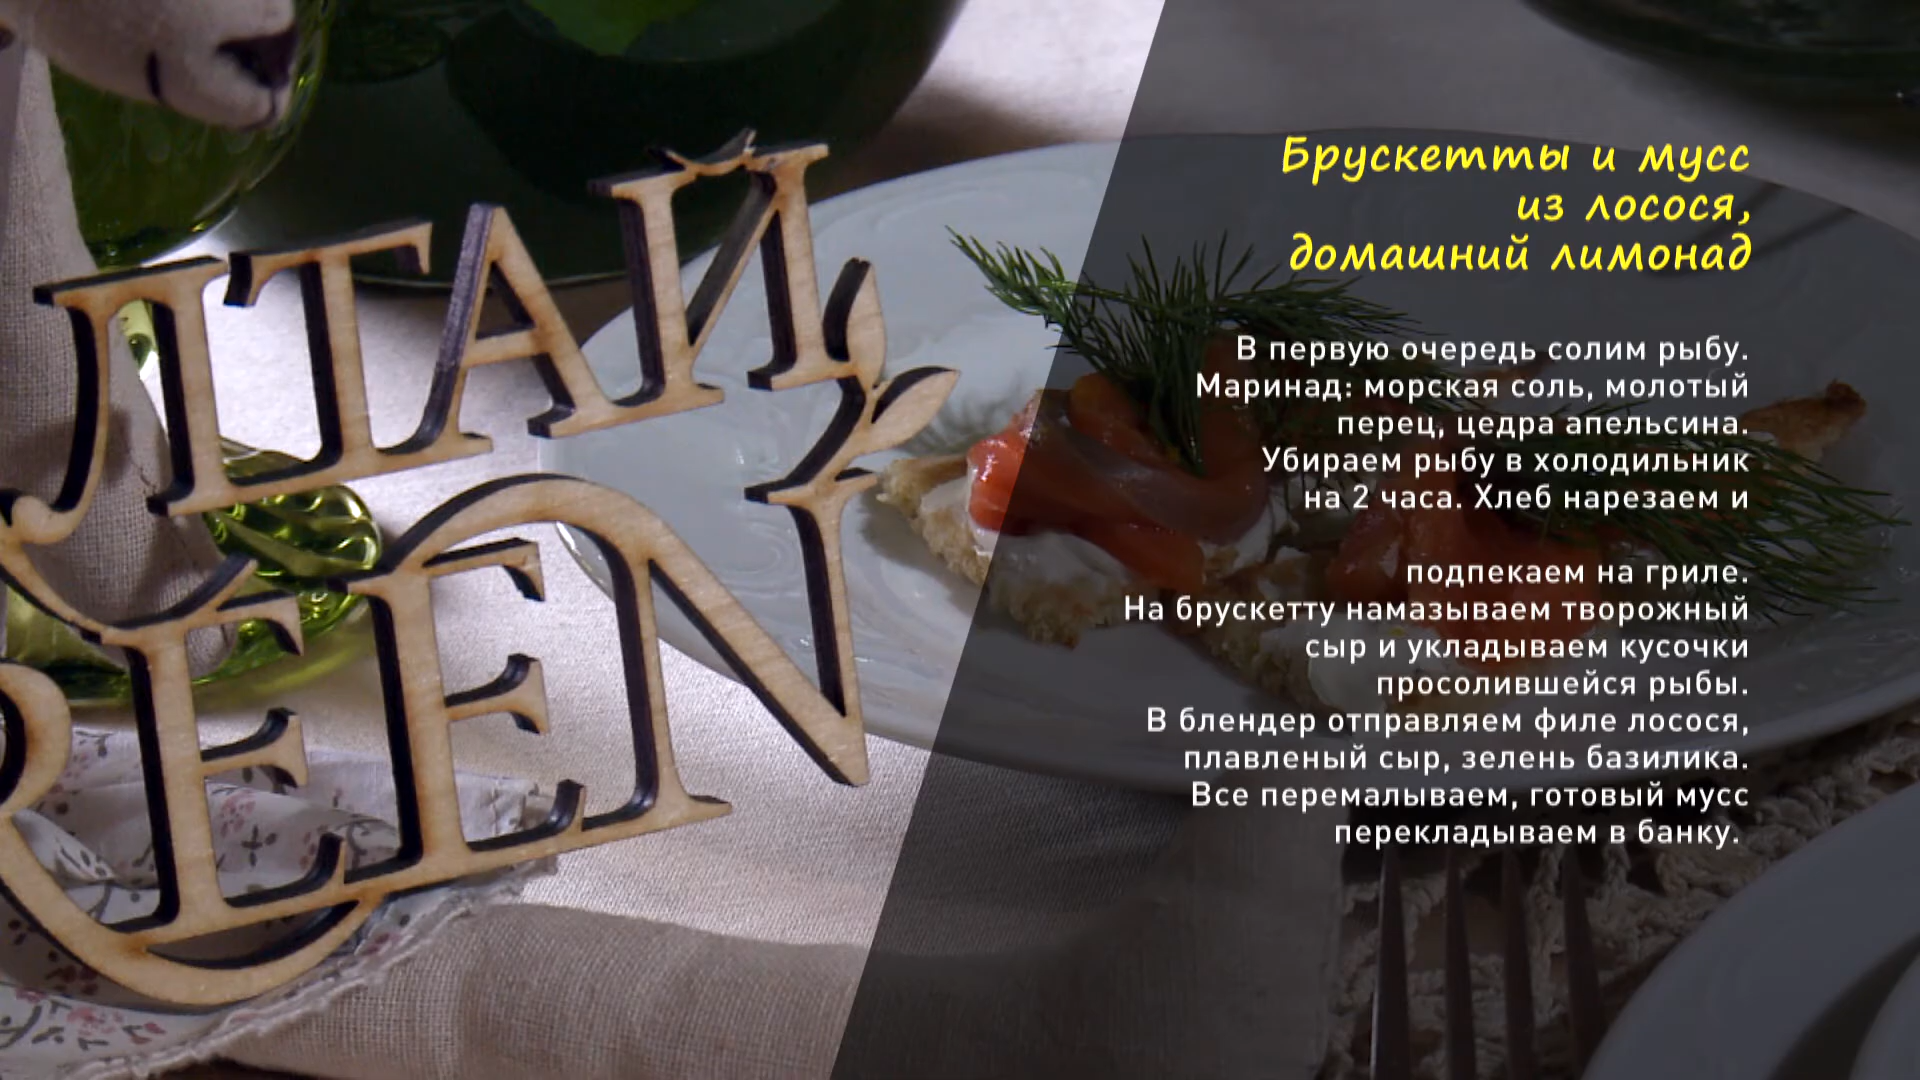 ЛТАЙ
REEN
Брускетты и мусс
из лосося,
домашний лимонад
В первую очередь солим рыбу.
Маринад: морская соль, молотый
перец, цедра апельсина.
Убираем рыбу в холодильник
на 2 часа. Хлеб нарезаем и
подпекаем на гриле.
На брускетту намазываем творожный
сыр и укладываем кусочки
просолившейся рыбы.
В блендер отправляем филе лосося,
плавленый сыр, зелень базилика.
Все перемалываем, готовый мусс
перекладываем в банку.